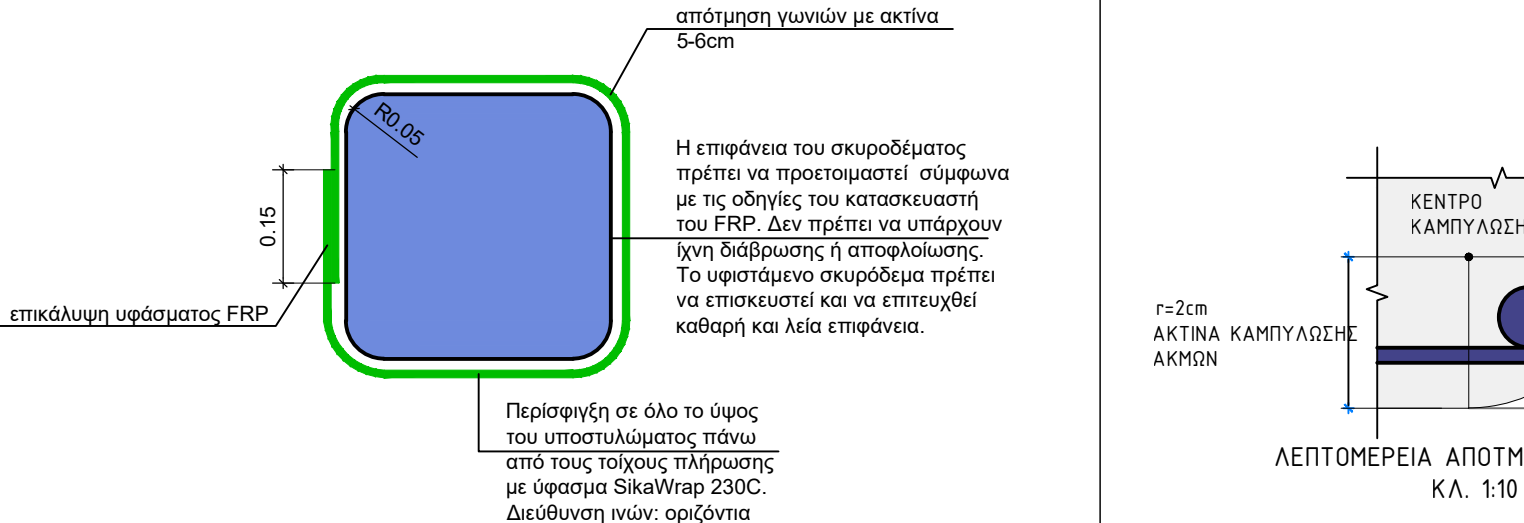 απότμηση γωνιών με ακτίνα
5-6cm
R0.05
Η επιφάνεια του σκυροδέματος
πρέπει να προετοιμαστεί σύμφωνα
με τις οδηγίες του κατασκευαστή
του FRP. Δεν πρέπει να υπάρχουν
ίχνη διάβρωσης ή αποφλοίωσης.
Το υφιστάμενο σκυρόδεμα πρέπει
να επισκευστεί και να επιτευχθεί
καθαρή και λεία επιφάνεια.
0.15
επικάλυψη υφάσματος FRP
Περίσφιγξη σε όλο το ύψος
του υποστυλώματος πάνω
από τους τοίχους πλήρωσης
με ύφασμα SikaWrap 230C.
Διεύθυνση ινών: οριζόντια
ΚΕΝΤΡΟ
ΚΑΜΠΥΛΩΣΗ
r=2cm
ΑΚΤΙΝΑ ΚΑΜΠΥΛΩΣΗΣ
ΑΚΜΩΝ
ΛΕΠΤΟΜΕΡΕΙΑ ΑΠΟΤΜ
ΚΛ. 1:10